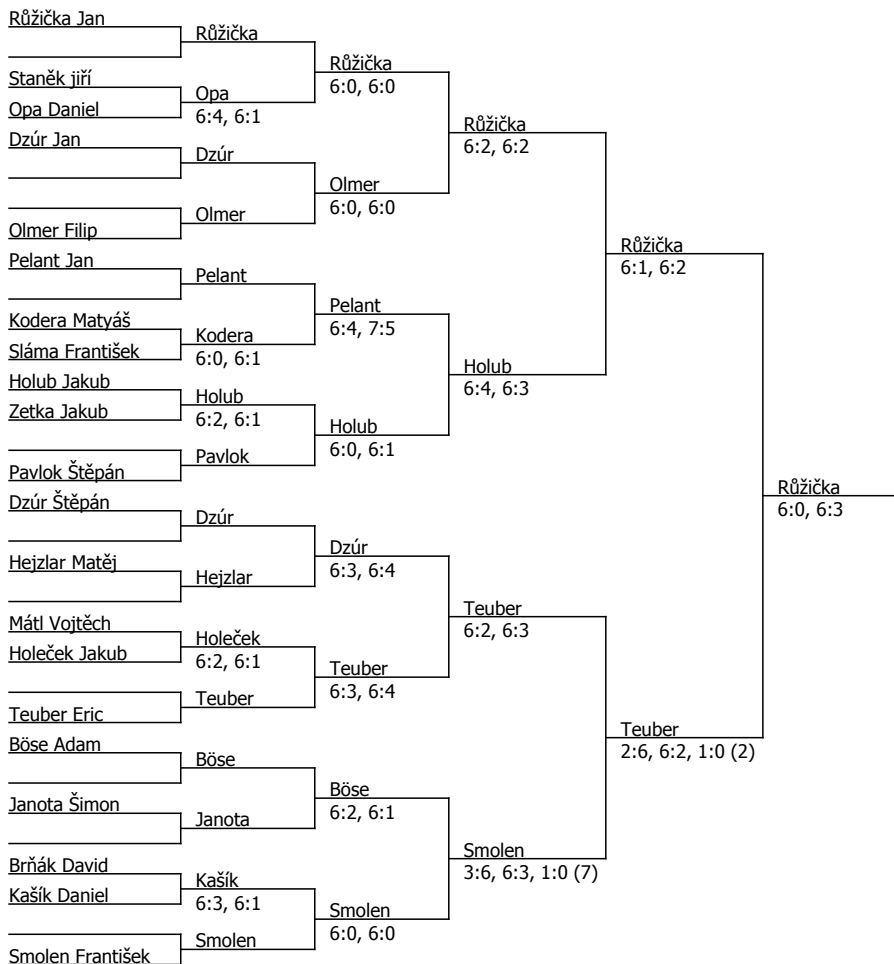 Růžička Jan
Staněk jiří
Opa Daniel
Dzúr Jan
Olmer Filip
Pelant Jan
Kodera Matyáš
Sláma František
Holub Jakub
Zetka Jakub
Pavlok Štěpán
Dzúr Štěpán
Hejzlar Matěj
Mátl Vojtěch
Holeček Jakub
Teuber Eric
Böse Adam
Janota Šimon
Brňák David
Kašík Daniel
Smolen František
Růžička
Opa
6:4, 6:1
Dzúr
Olmer
Pelant
Kodera
6:0, 6:1
Holub
6:2, 6:1
Pavlok
Dzúr
Hejzlar
Holeček
6:2, 6:1
Teuber
Böse
Janota
Kašík
6:3, 6:1
Smolen
Růžička
6:0, 6:0
Olmer
6:0, 6:0
Pelant
6:4, 7:5
Holub
6:0, 6:1
Dzúr
6:3, 6:4
Teuber
6:3, 6:4
Böse
6:2, 6:1
Smolen
6:0, 6:0
Růžička
6:2, 6:2
Holub
6:4, 6:3
Teuber
6:2, 6:3
Smolen
3:6, 6:3, 1:0 (7)
Růžička
6:1, 6:2
Teuber
2:6, 6:2, 1:0 (2)
Růžička
6:0, 6:3